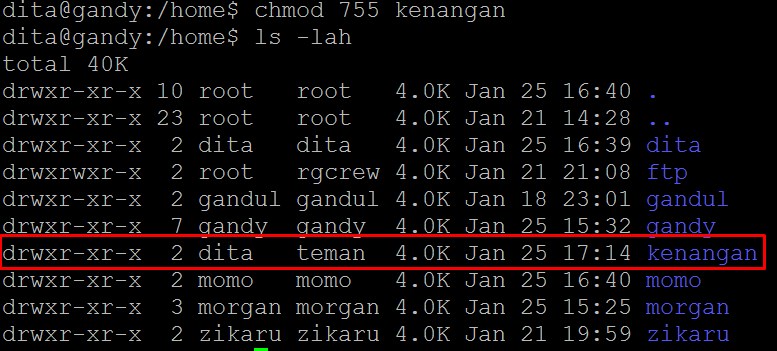 dita@gandy:/home$ chmod 755 kenangan
dita@gandy:/home$ ls -lah
total 40K
drwxr-xr-x 10 root   root   4.0K Jan 25 16:40 .
drwxr-xr-x 23 root   root   4.0K Jan 21 14:28 ..
drwxr-xr-x  2 dita   dita   4.0K Jan 25 16:39 dita
drwxrwxr-x  2 root   rgcrew 4.0K Jan 21 21:08 ftp
drwxr-xr-x  2 gandul gandul 4.0K Jan 18 23:01 gandul
drwxr-xr-x  7 gandy  gandy  4.0K Jan 25 15:32 gandy
drwxr-xr-x  2 dita   teman  4.0K Jan 25 17:14 kenangan
drwxr-xr-x  2 momo   momo   4.0K Jan 25 16:40 momo
drwxr-xr-x  3 morgan morgan 4.0K Jan 25 15:25 morgan
drwxr-xr-x  2 zikaru zikaru 4.0K Jan 21 19:59 zikaru